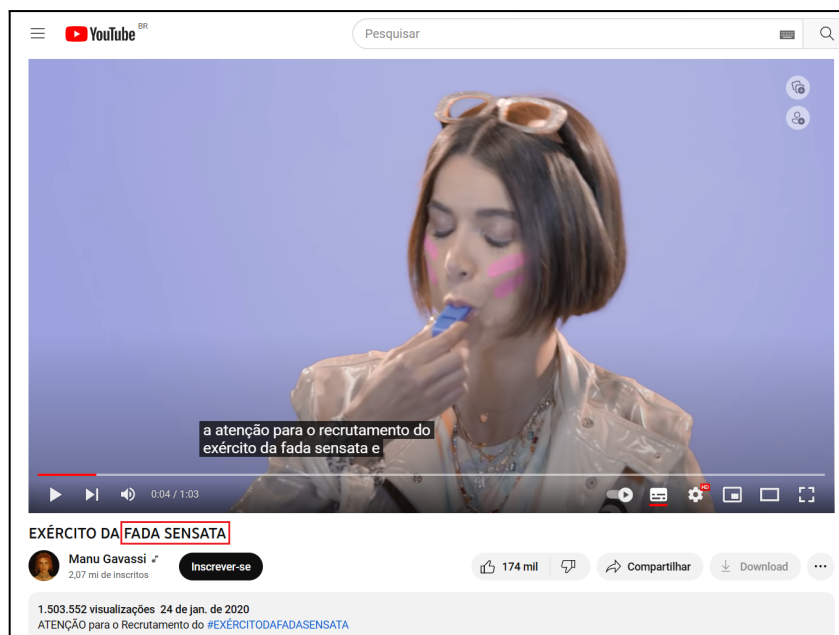 YouTube BR
Pesquisar
a atenção para o recrutamento do
exército da fada sensata e
0:04 / 1:03
HD
EXÉRCITO DA FADA SENSATA
Manu Gavassi
2,07 mi de inscritos
Inscrever-se
174 mil
Compartilhar
Download
1.503.552 visualizações 24 de jan. de 2020
ATENÇÃO para o Recrutamento do #EXÉRCITODAFADASENSATA